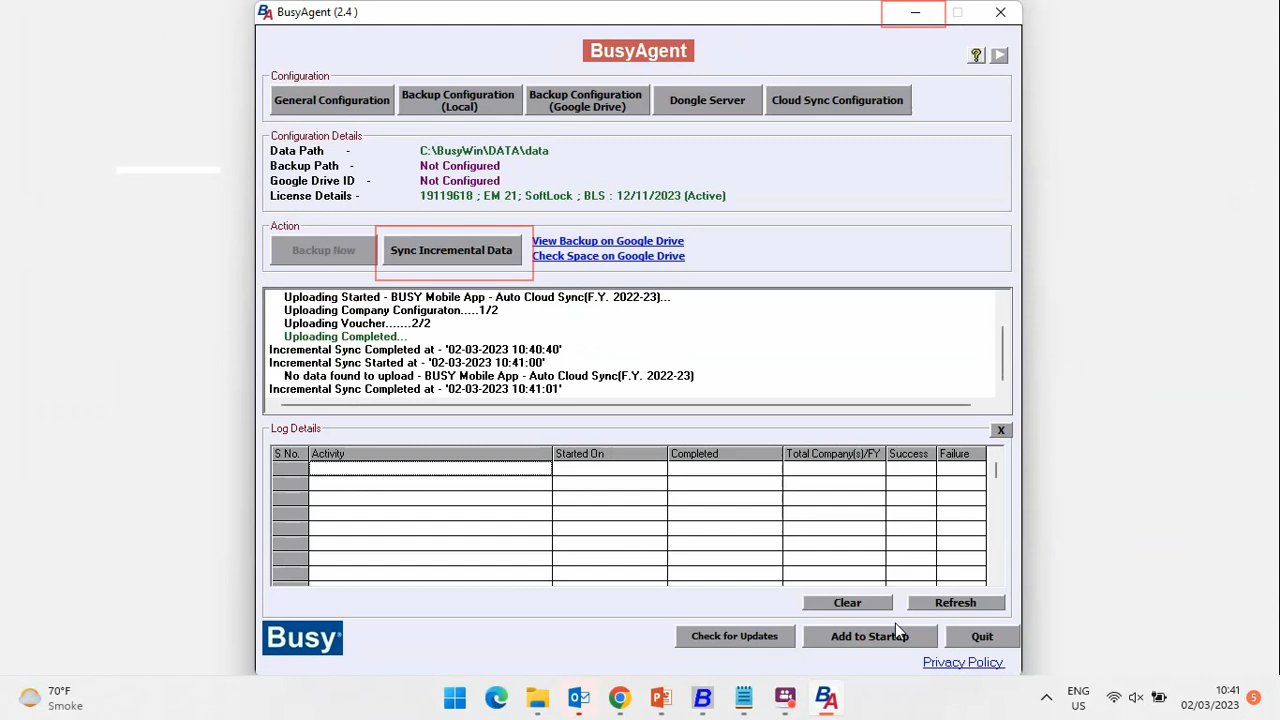 BA BusyAgent (2.4 )
BusyAgent
?
Configuration
General Configuration
Backup Configuration
(Local)
Backup Configuration
(Google Drive)
Dongle Server
Cloud Sync Configuration
Configuration Details
Data Path - C:\BusyWin\DATA\data
Backup Path - Not Configured
Google Drive ID - Not Configured
License Details - 19119618 ; EM 21; SoftLock ; BLS : 12/11/2023 (Active)
Action
Backup Now
Sync Incremental Data
View Backup on Google Drive
Check Space on Google Drive
Uploading Started - BUSY Mobile App - Auto Cloud Sync(F.Y. 2022-23)...
Uploading Company Configuraton.....1/2
Uploading Voucher.......2/2
Uploading Completed...
Incremental Sync Completed at - '02-03-2023 10:40:40'
Incremental Sync Started at - '02-03-2023 10:41:00'
No data found to upload - BUSY Mobile App - Auto Cloud Sync(F.Y. 2022-23)
Incremental Sync Completed at - '02-03-2023 10:41:01'
Log Details
X
S No. Activity Started On Completed Total Company(s)/FY Success Failure
Clear Refresh
Busy
Check for Updates Add to Startup Quit
Privacy Policy
70°F
Smoke
B
BA
ENG
US
10:41
02/03/2023
5